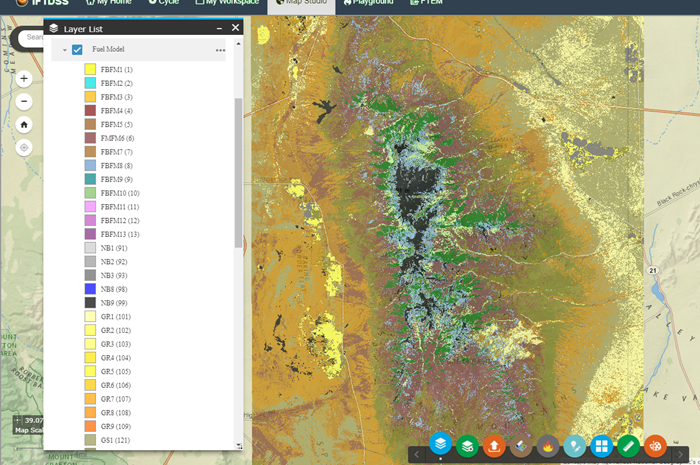 IFTDSS
My Home
Cycle
My Workspace
Map Studio
Playground
FTEM
Layer List
Sear
Fuel Model
FBFM1 (1)
FBFM2 (2)
FBFM3 (3)
FBFM4 (4)
FBFM5 (5)
FMFM6 (6)
FBFM7 (7)
FBFM8 (8)
FBFM9 (9)
FBFM10 (10)
FBFM11 (11)
FBFM12 (12)
FBFM13 (13)
NB1 (91)
NB2 (92)
NB3 (93)
NB8 (98)
NB9 (99)
GR1 (101)
GR2 (102)
GR3 (103)
GR4 (104)
GR5 (105)
GR6 (106)
GR7 (107)
GR8 (108)
GR9 (109)
GS1 (121)
Black Rock-chys
21
39.07
Map Scal
MOUNT